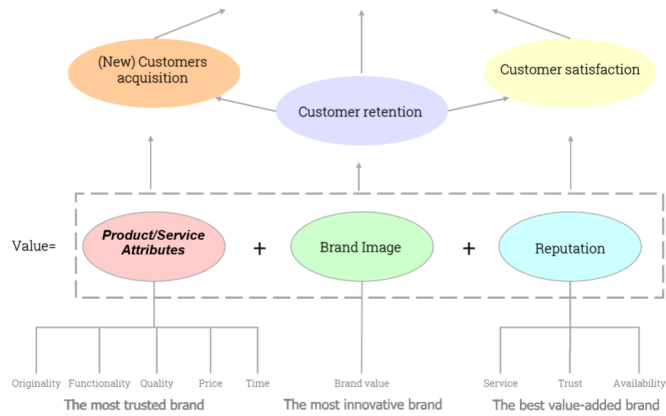 (New) Customers
acquisition
Customer satisfaction
Customer retention
Value=
Product/Service
Attributes
+
Brand Image
+
Reputation
Originality
Functionality
Quality
Price
Time
Brand value
Service
Trust
Availability
The most trusted brand
The most innovative brand
The best value-added brand